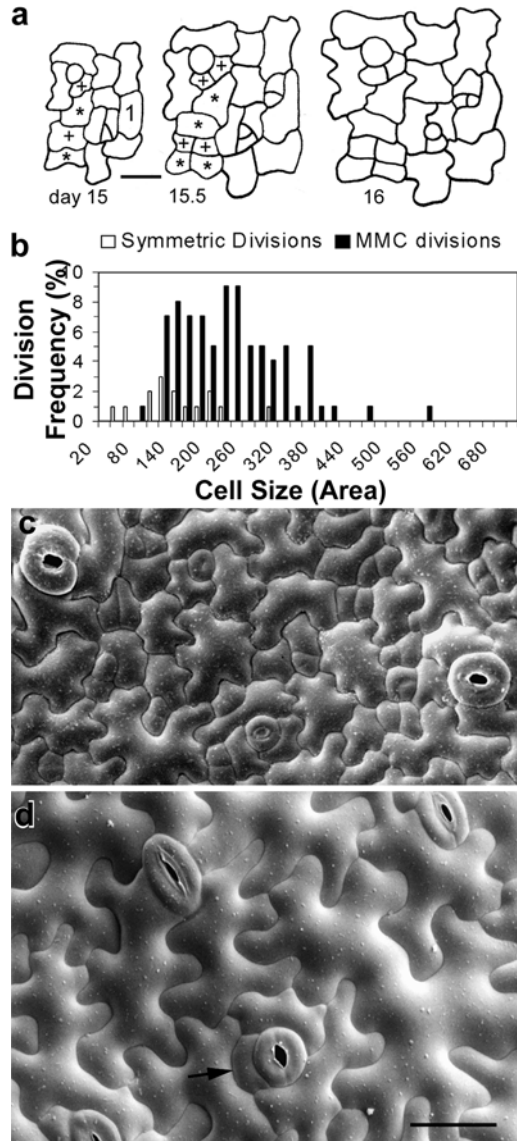 a
+
1
*
+
*
day 15
+ +
*
*
+ +
* *
15.5
16
□ Symmetric Divisions ■ MMC divisions
b
Division
Frequency (%)
10
8
6
4
2
0
20 80 140 200 260 320 380 440 500 560 620 680
Cell Size (Area)
c
d